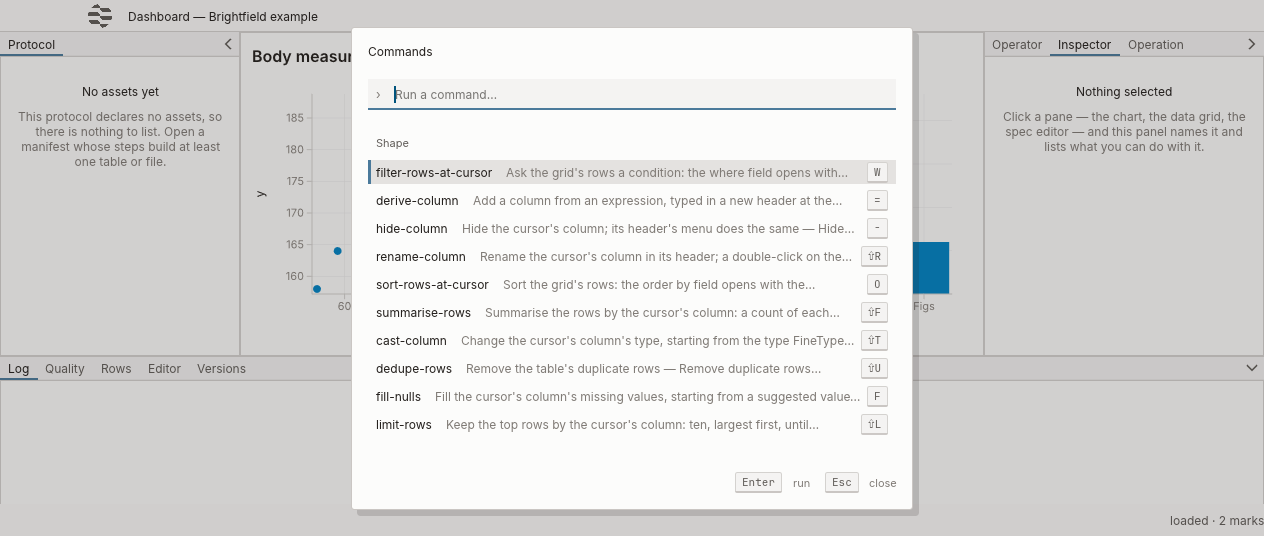 Dashboard — Brightfield example
Protocol
No assets yet
This protocol declares no assets, so
there is nothing to list. Open a
manifest whose steps build at least
one table or file.
Body measur
185
180
175
170
165
160
y
60
Commands
› Run a command...
Shape
filter-rows-at-cursor Ask the grid's rows a condition: the where field opens with... W
derive-column Add a column from an expression, typed in a new header at the... =
hide-column Hide the cursor's column; its header's menu does the same — Hide... -
rename-column Rename the cursor's column in its header; a double-click on the... ⇧R
sort-rows-at-cursor Sort the grid's rows: the order by field opens with the... O
summarise-rows Summarise the rows by the cursor's column: a count of each... ⇧F
cast-column Change the cursor's column's type, starting from the type FineType... ⇧T
dedupe-rows Remove the table's duplicate rows — Remove duplicate rows... ⇧U
fill-nulls Fill the cursor's column's missing values, starting from a suggested value... F
limit-rows Keep the top rows by the cursor's column: ten, largest first, until... ⇧L
Enter run Esc close
Figs
Operator Inspector Operation
Nothing selected
Click a pane — the chart, the data grid, the
spec editor — and this panel names it and
lists what you can do with it.
Log Quality Rows Editor Versions
loaded · 2 marks